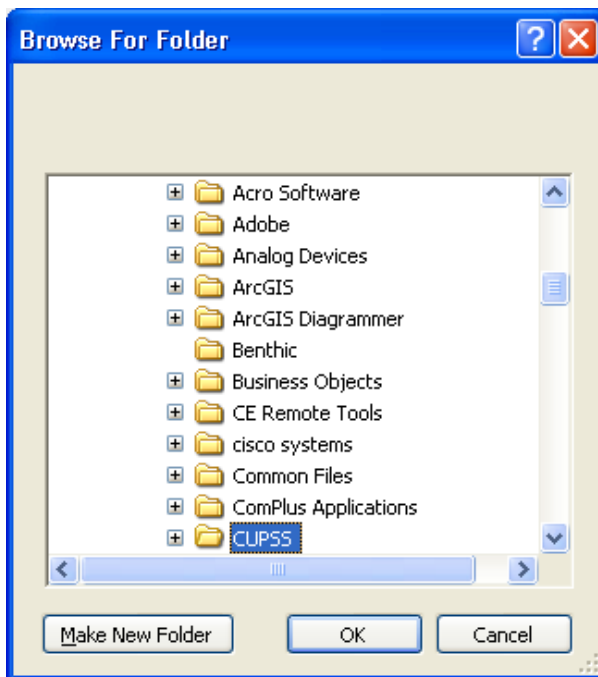 Browse For Folder
Acro Software
Adobe
Analog Devices
ArcGIS
ArcGIS Diagrammer
Benthic
Business Objects
CE Remote Tools
cisco systems
Common Files
ComPlus Applications
CUPSS
Make New Folder OK Cancel